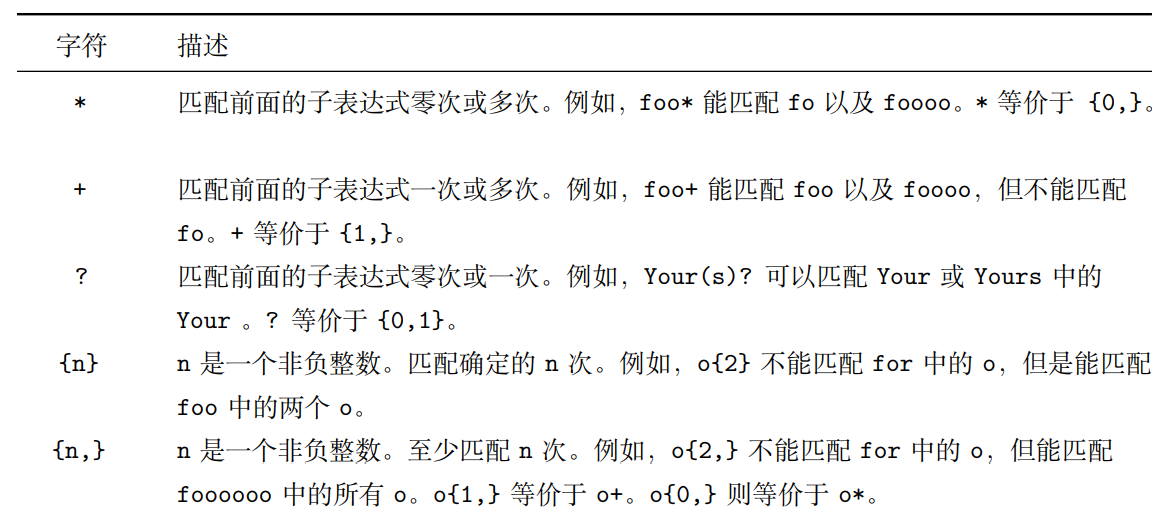 字符 描述
* 匹配前面的子表达式零次或多次。例如，foo* 能匹配 fo 以及 foooo。* 等价于 {0,}。
+ 匹配前面的子表达式一次或多次。例如，foo+ 能匹配 foo 以及 foooo，但不能匹配
fo。+ 等价于 {1,}。
? 匹配前面的子表达式零次或一次。例如，Your(s)? 可以匹配 Your 或 Yours 中的
Your 。? 等价于 {0,1}。
{n} n 是一个非负整数。匹配确定的 n 次。例如，o{2} 不能匹配 for 中的 o，但是能匹配
foo 中的两个 o。
{n,} n 是一个非负整数。至少匹配 n 次。例如，o{2,} 不能匹配 for 中的 o，但能匹配
foooooo 中的所有 o。o{1,} 等价于 o+。o{0,} 则等价于 o*。